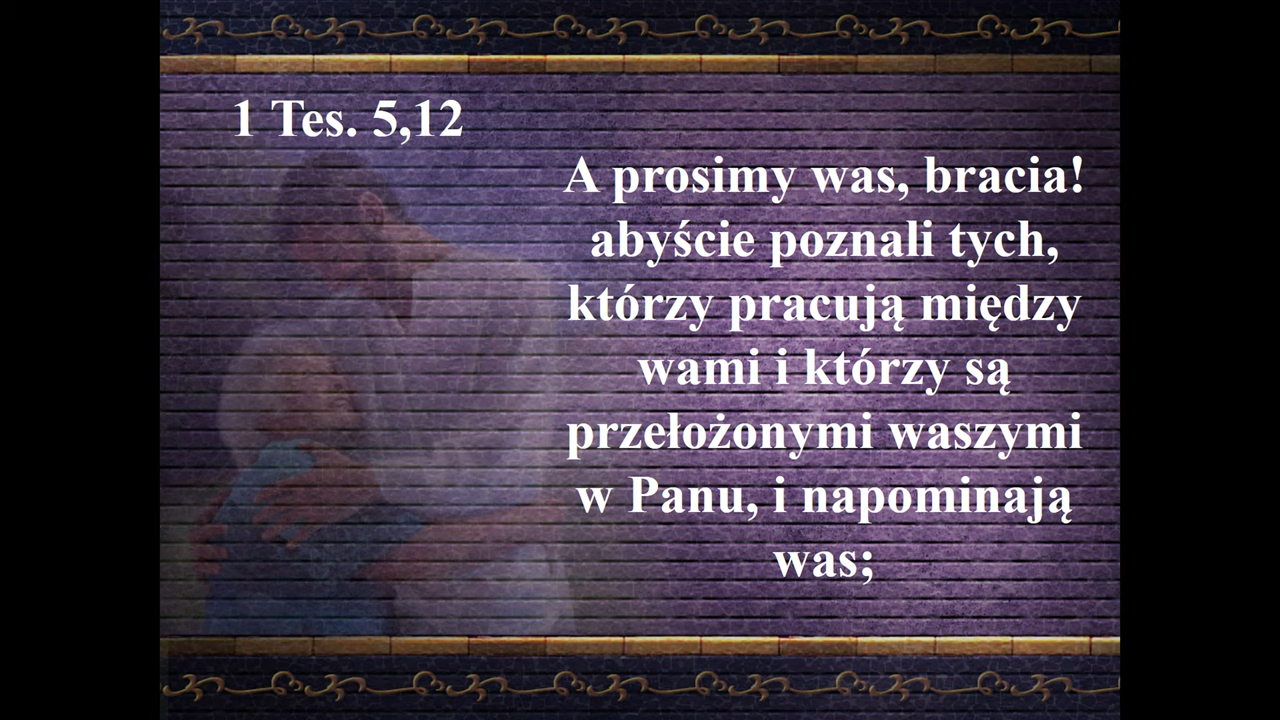 1 Tes. 5,12
A prosimy was, bracia!
abyście poznali tych,
którzy pracują między
wami i którzy są
przełożonymi waszymi
w Panu, i napominają
was;